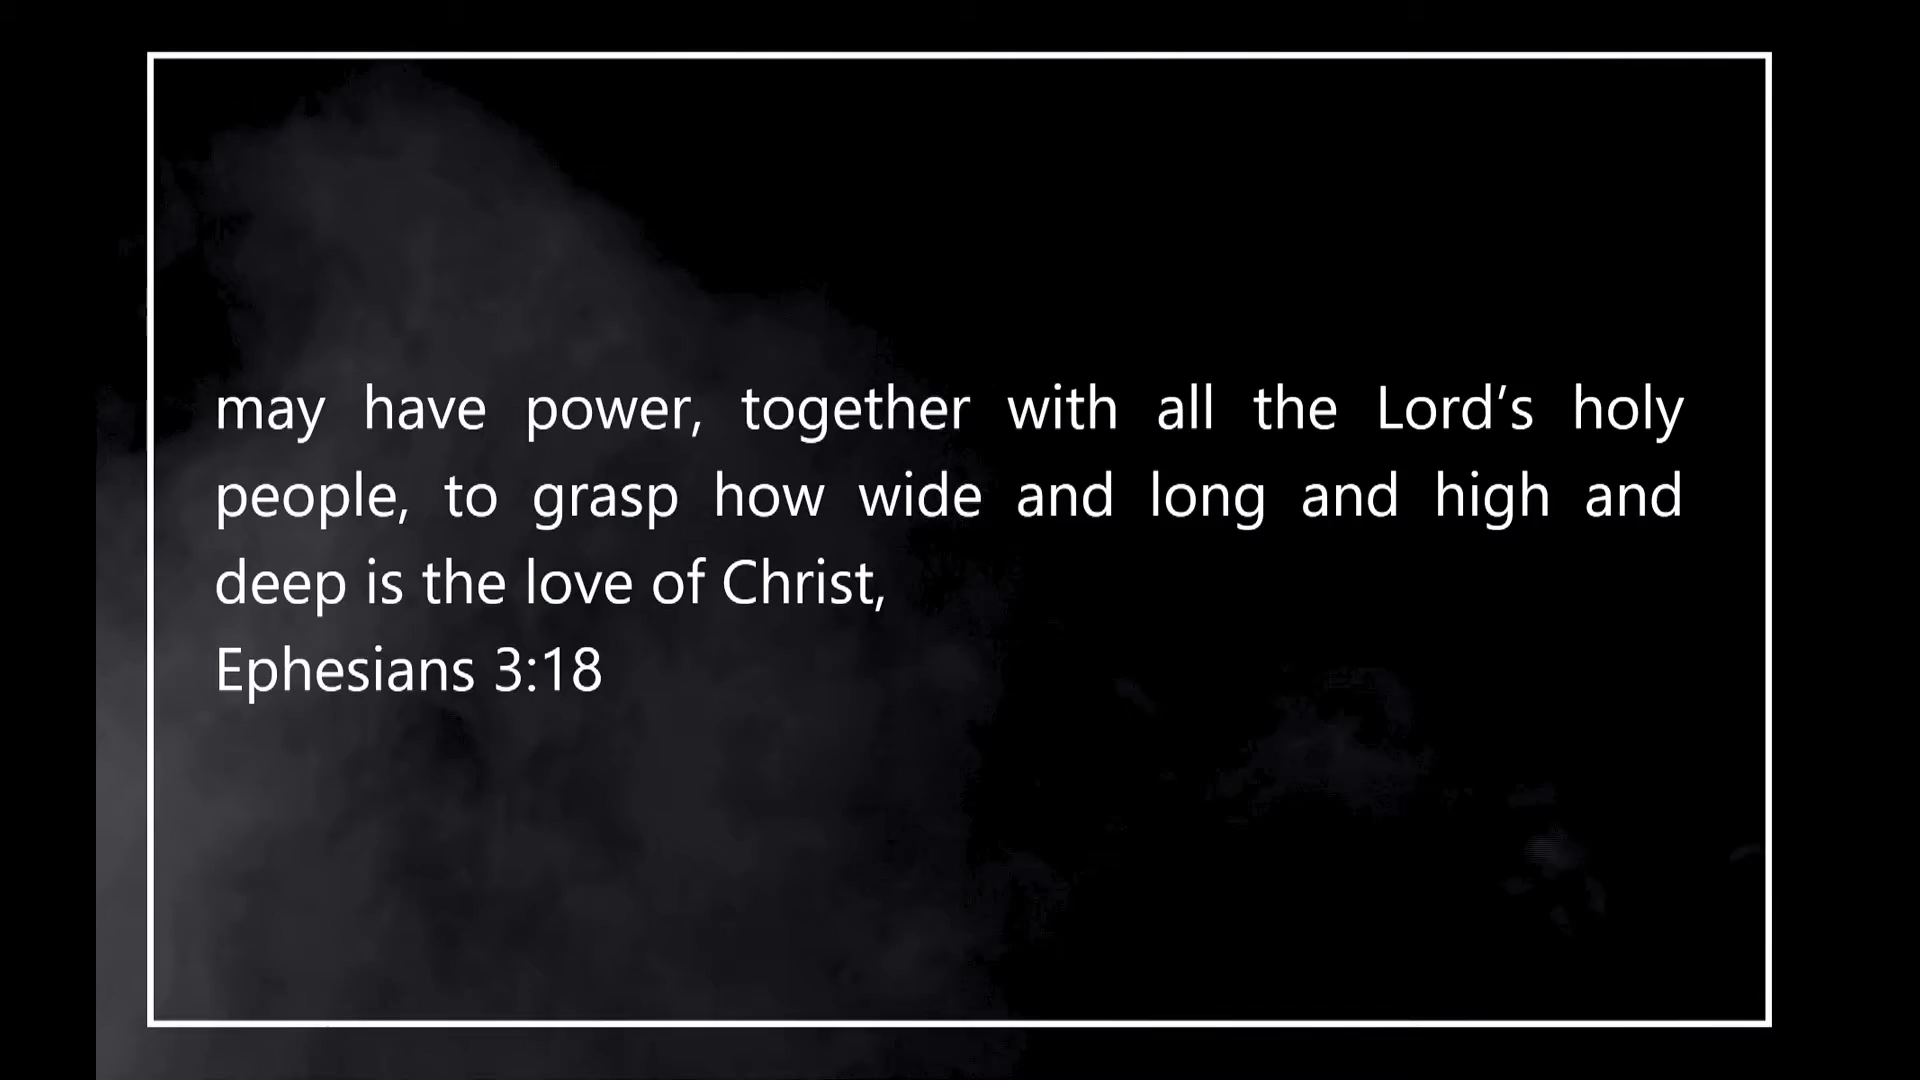 may have power, together with all the Lord’s holy
people, to grasp how wide and long and high and
deep is the love of Christ,
Ephesians 3:18